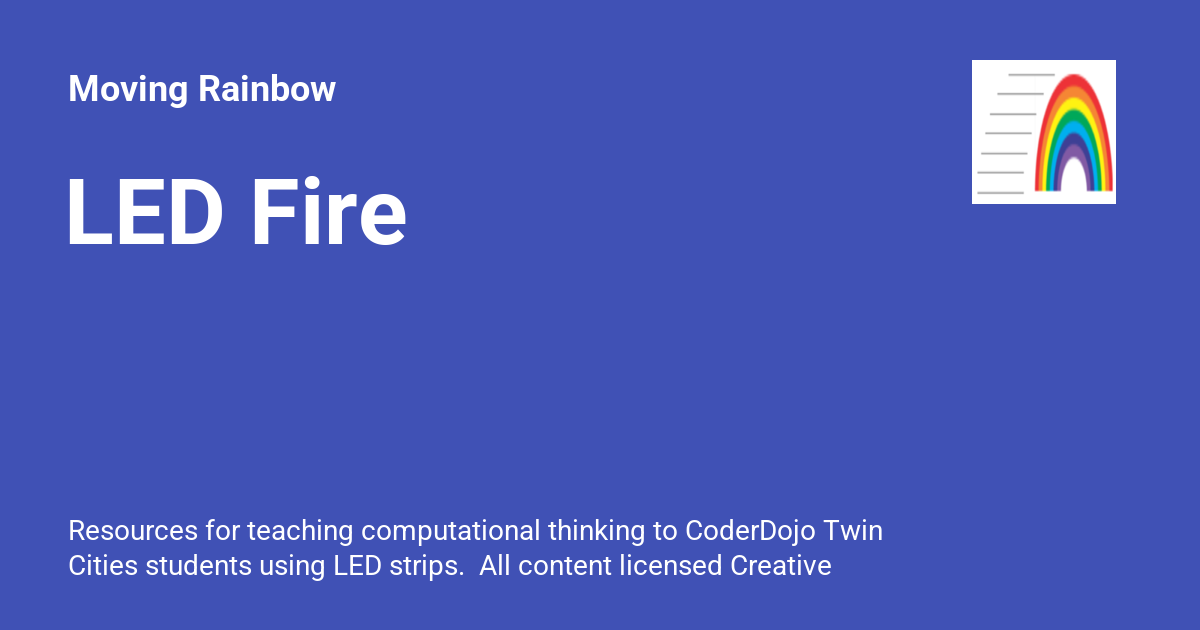 Moving Rainbow
LED Fire
Resources for teaching computational thinking to CoderDojo Twin
Cities students using LED strips.  All content licensed Creative